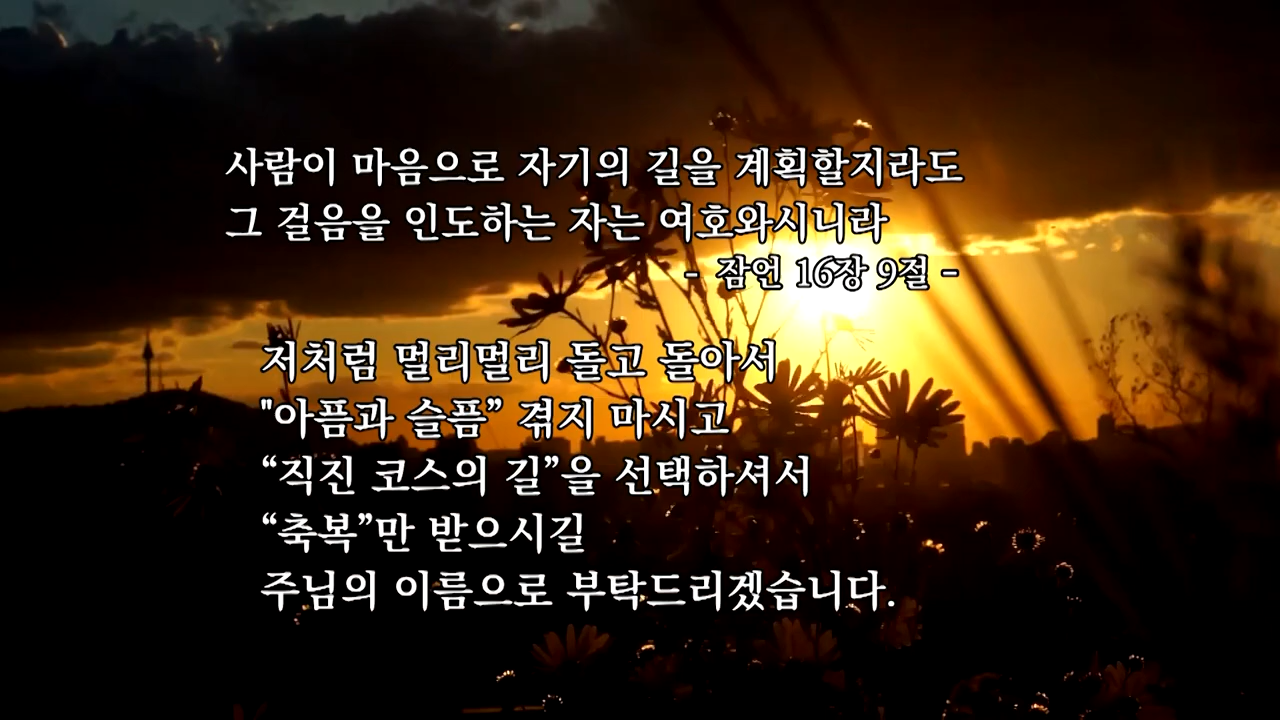 사람이 마음으로 자기의 길을 계획할지라도
그 걸음을 인도하는 자는 여호와시니라
- 잠언 16장 9절 -
저처럼 멀리멀리 돌고 돌아서
"아픔과 슬픔” 겪지 마시고
“직진 코스의 길”을 선택하셔서
“축복”만 받으시길
주님의 이름으로 부탁드리겠습니다.